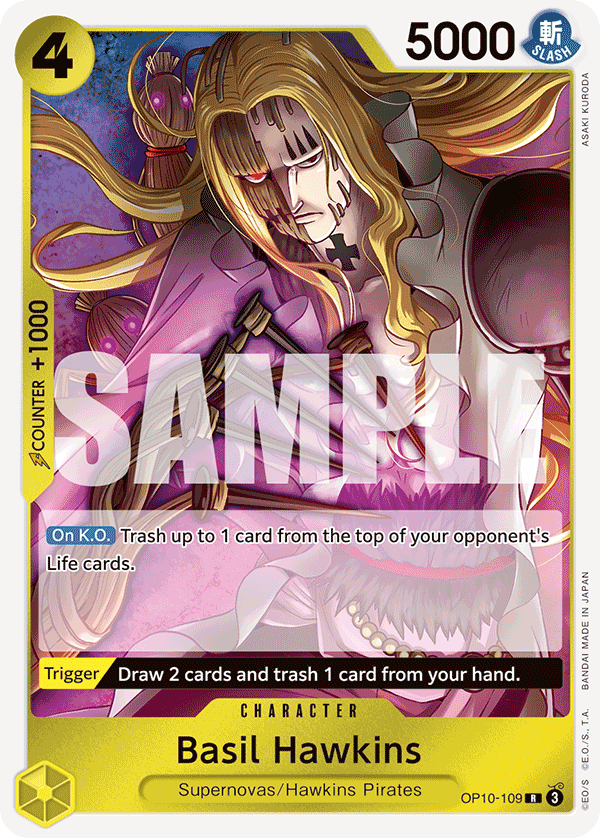 4
5000
斬
SLASH
ASAKI KURODA
COUNTER +1000
SAMPLE
On K.O. Trash up to 1 card from the top of your opponent's
Life cards.
Trigger Draw 2 cards and trash 1 card from your hand.
CHARACTER
Basil Hawkins
Supernovas/Hawkins Pirates
OP10-109 R 3
©E.O/S ©E.O./S., T.A. BANDAI MADE IN JAPAN